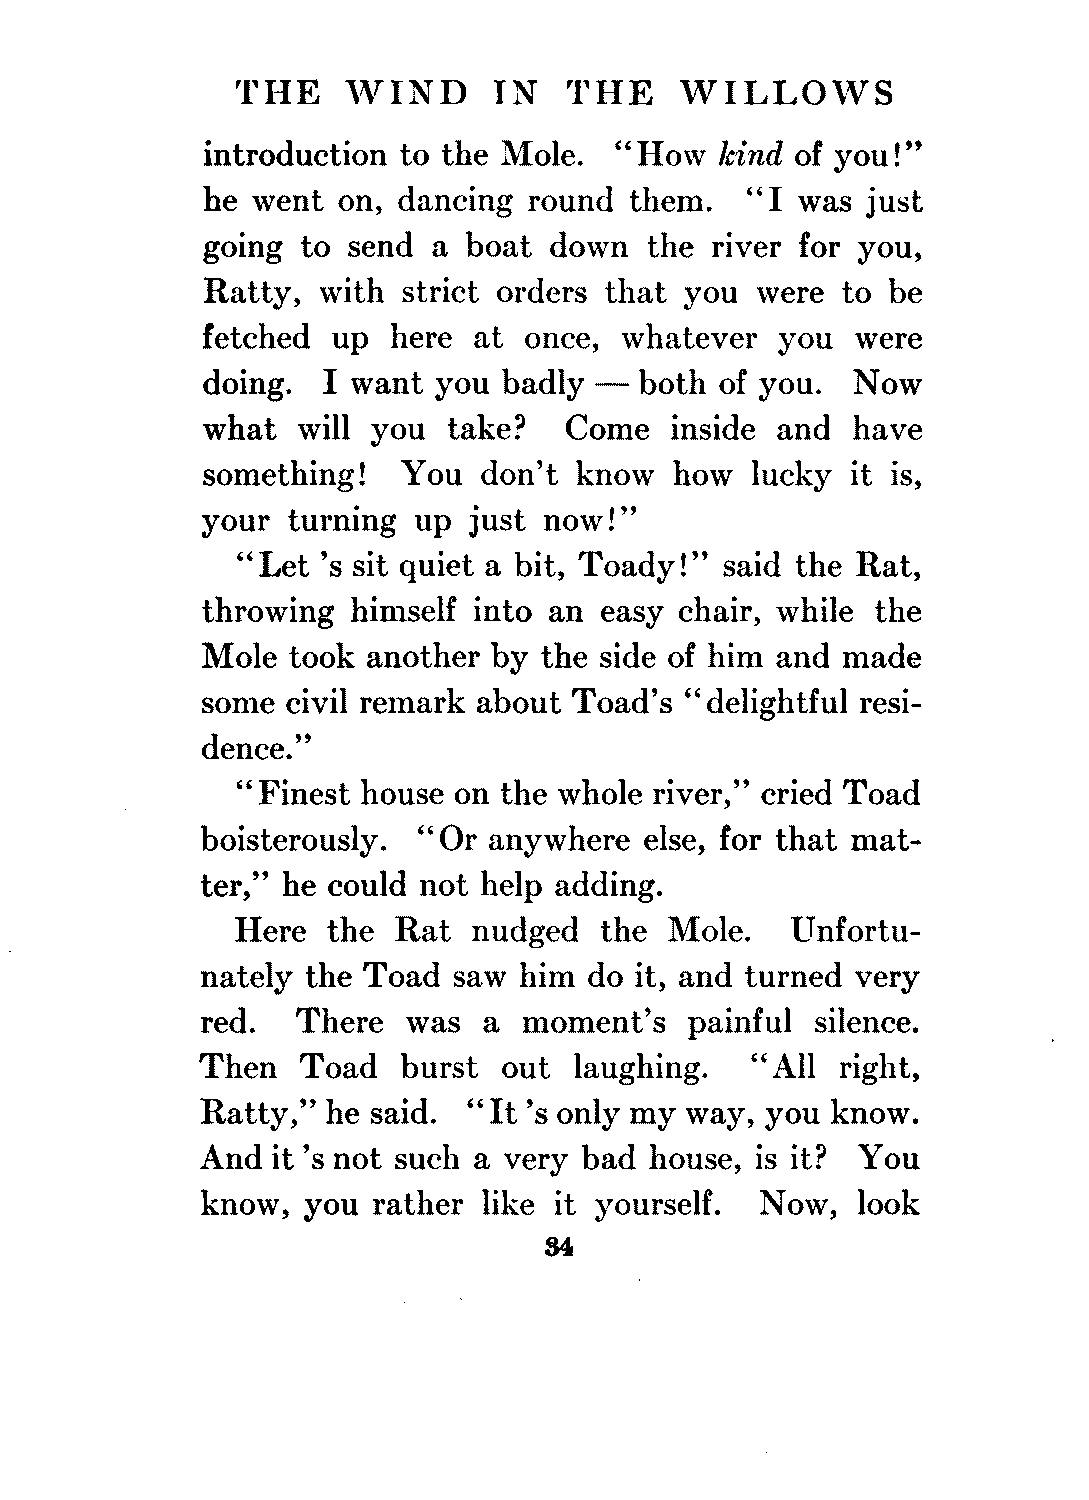 THE WIND IN THE WILLOWS
introduction to the Mole. "How kind of you!"
he went on, dancing round them. "I was just
going to send a boat down the river for you,
Ratty, with strict orders that you were to be
fetched up here at once, whatever you were
doing. I want you badly — both of you. Now
what will you take? Come inside and have
something! You don't know how lucky it is,
your turning up just now!"
"Let 's sit quiet a bit, Toady!" said the Rat,
throwing himself into an easy chair, while the
Mole took another by the side of him and made
some civil remark about Toad's "delightful resi-
dence."
"Finest house on the whole river," cried Toad
boisterously. "Or anywhere else, for that mat-
ter," he could not help adding.
Here the Rat nudged the Mole. Unfortu-
nately the Toad saw him do it, and turned very
red. There was a moment's painful silence.
Then Toad burst out laughing. "All right,
Ratty," he said. "It 's only my way, you know.
And it 's not such a very bad house, is it? You
know, you rather like it yourself. Now, look
34